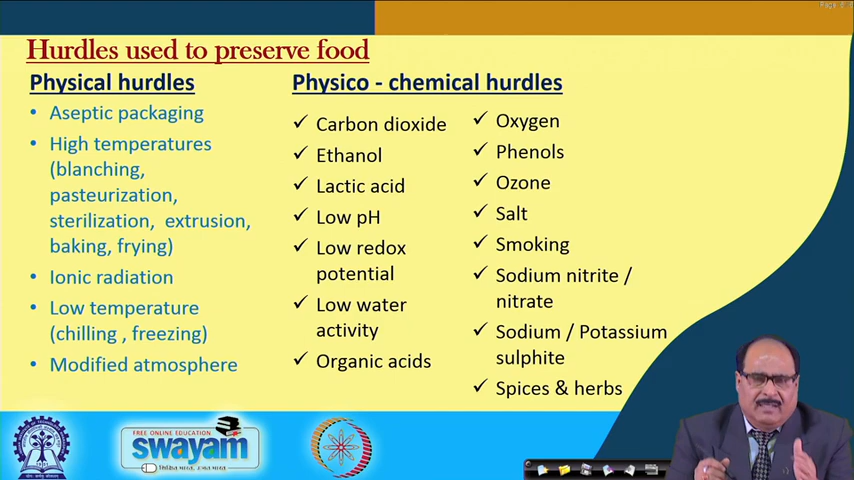 Hurdles used to preserve food
Physical hurdles
• Aseptic packaging
• High temperatures
(blanching,
pasteurization,
sterilization, extrusion,
baking, frying)
• Ionic radiation
• Low temperature
(chilling , freezing)
• Modified atmosphere
Physico - chemical hurdles
✓ Carbon dioxide
✓ Ethanol
✓ Lactic acid
✓ Low pH
✓ Low redox
potential
✓ Low water
activity
✓ Organic acids
✓ Oxygen
✓ Phenols
✓ Ozone
✓ Salt
✓ Smoking
✓ Sodium nitrite /
nitrate
✓ Sodium / Potassium
sulphite
✓ Spices & herbs
FREE ONLINE EDUCATION
swayam